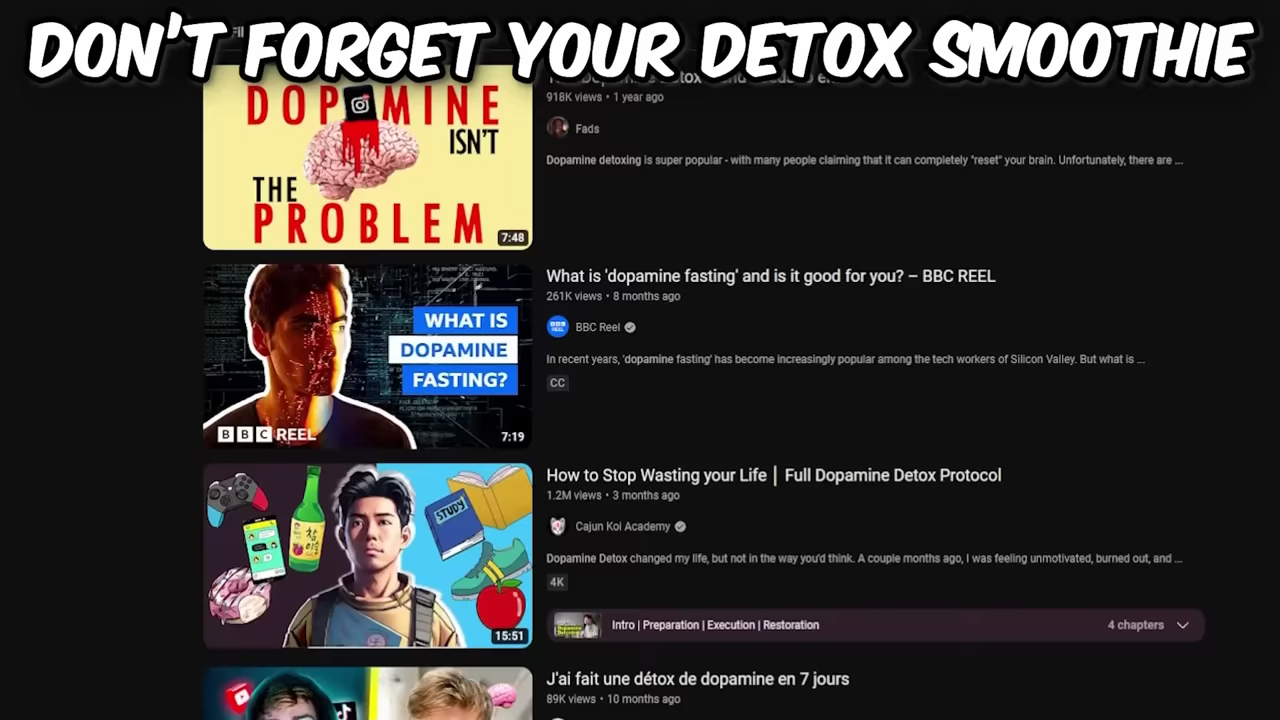 DON'T FORGET YOUR DETOX SMOOTHIE
DOPAMINE
ISN'T
THE
PROBLEM
7:48
918K views • 1 year ago
Fads
Dopamine detoxing is super popular - with many people claiming that it can completely "reset" your brain. Unfortunately, there are ...
WHAT IS
DOPAMINE
FASTING?
BBC REEL
7:19
What is 'dopamine fasting' and is it good for you? – BBC REEL
261K views • 8 months ago
BBC Reel
In recent years, 'dopamine fasting' has become increasingly popular among the tech workers of Silicon Valley. But what is ...
CC
STUDY
15:51
How to Stop Wasting your Life | Full Dopamine Detox Protocol
1.2M views • 3 months ago
Cajun Koi Academy
Dopamine Detox changed my life, but not in the way you'd think. A couple months ago, I was feeling unmotivated, burned out, and ...
4K
Intro | Preparation | Execution | Restoration
4 chapters
J'ai fait une détox de dopamine en 7 jours
89K views • 10 months ago